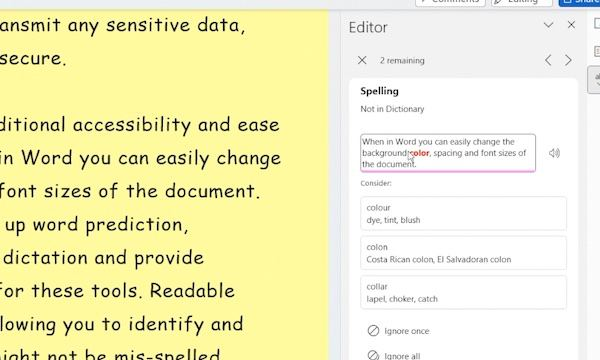 Comments
Editing
Share
ansmit any sensitive data,
secure.
ditional accessibility and ease
in Word you can easily change
font sizes of the document.
up word prediction,
dictation and provide
for these tools. Readable
lowing you to identify and
ight not be mis-spelled
Editor
2 remaining
Spelling
Not in Dictionary
When in Word you can easily change the
background color, spacing and font sizes of
the document.
Consider:
colour
dye, tint, blush
colon
Costa Rican colon, El Salvadoran colon
collar
lapel, choker, catch
Ignore once
Ignore all